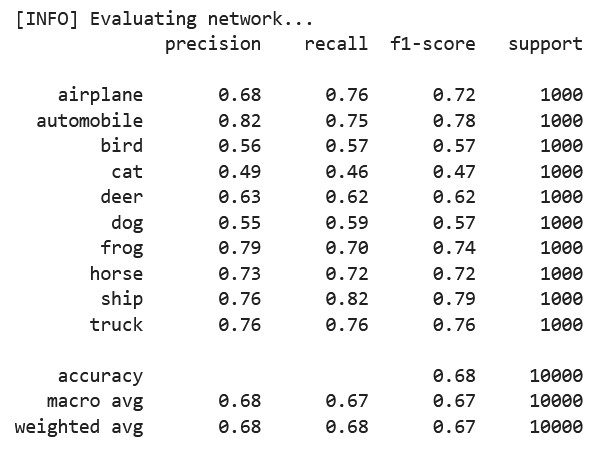 [INFO] Evaluating network...
precision recall f1-score support
airplane 0.68 0.76 0.72 1000
automobile 0.82 0.75 0.78 1000
bird 0.56 0.57 0.57 1000
cat 0.49 0.46 0.47 1000
deer 0.63 0.62 0.62 1000
dog 0.55 0.59 0.57 1000
frog 0.79 0.70 0.74 1000
horse 0.73 0.72 0.72 1000
ship 0.76 0.82 0.79 1000
truck 0.76 0.76 0.76 1000
accuracy 0.68 10000
macro avg 0.68 0.67 0.67 10000
weighted avg 0.68 0.68 0.67 10000